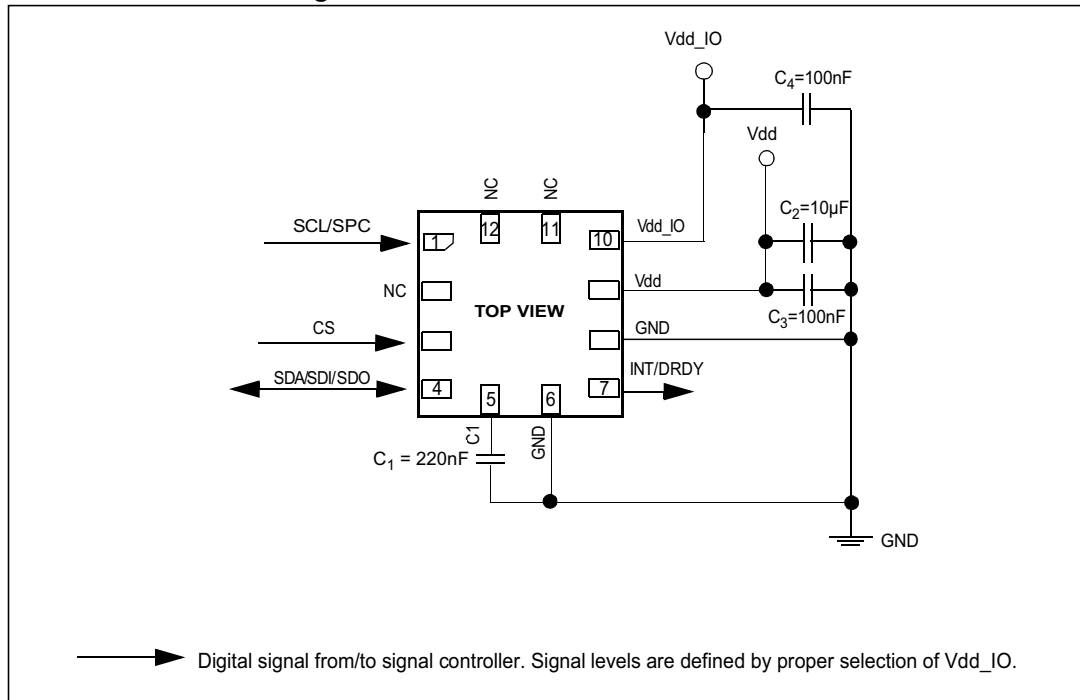 Vdd_IO
C4=100nF
Vdd
NC
NC
C2=10µF
SCL/SPC
1
12
11
10
Vdd_IO
NC
TOP VIEW
Vdd
C3=100nF
CS
GND
SDA/SDI/SDO
4
5
6
7
INT/DRDY
C1
GND
C1 = 220nF
GND
Digital signal from/to signal controller. Signal levels are defined by proper selection of Vdd_IO.